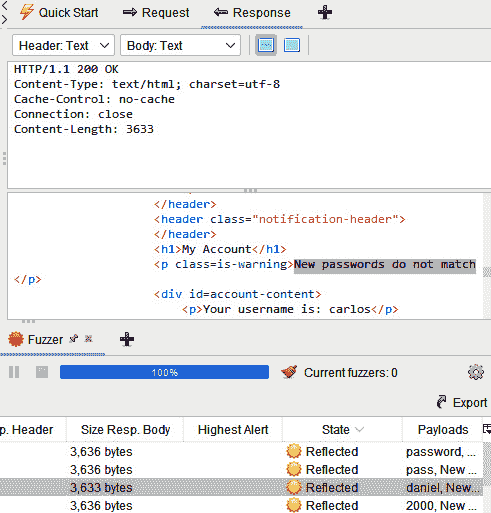 Quick Start
Request
Response
Header: Text
Body: Text
HTTP/1.1 200 OK
Content-Type: text/html; charset=utf-8
Cache-Control: no-cache
Connection: close
Content-Length: 3633
</header>
<header class="notification-header">
</header>
<h1>My Account</h1>
<p class=is-warning>New passwords do not match
</p>
<div id=account-content>
<p>Your username is: carlos</p>
Fuzzer
100%
Current fuzzers: 0
Export
p. Header Size Resp. Body Highest Alert State Payloads
3,636 bytes Reflected password, ...
3,636 bytes Reflected pass, New ...
3,633 bytes Reflected daniel, New...
3,636 bytes Reflected 2000, New ...